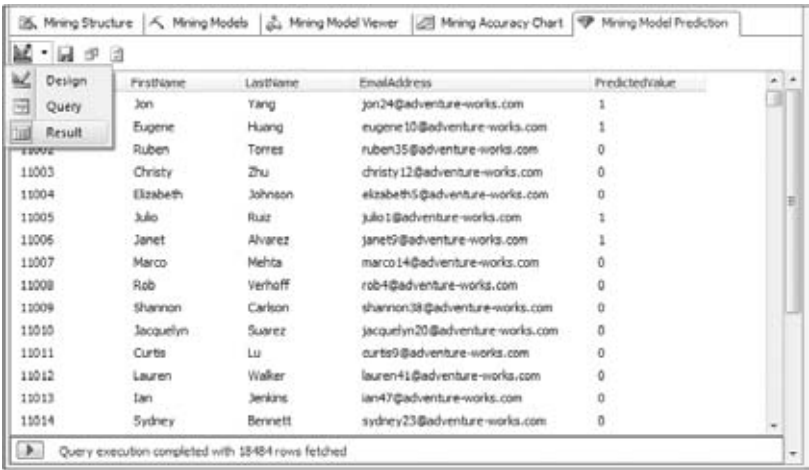 Mining Structure Mining Models Mining Model Viewer Mining Accuracy Chart Mining Model Prediction
Design
Query
Result
FirstName LastName EmailAddress PredictedValue
Jon Yang jon24@adventure-works.com 1
Eugene Huang eugene10@adventure-works.com 1
11002 Ruben Torres ruben35@adventure-works.com 0
11003 Christy Zhu christy12@adventure-works.com 0
11004 Elizabeth Johnson elizabeth5@adventure-works.com 0
11005 Julio Ruiz julio1@adventure-works.com 1
11006 Janet Alvarez janet9@adventure-works.com 1
11007 Marco Mehta marco14@adventure-works.com 0
11008 Rob Verhoff rob4@adventure-works.com 0
11009 Shannon Carlson shannon38@adventure-works.com 0
11010 Jacquelyn Suarez jacquelyn20@adventure-works.com 0
11011 Curtis Lu curtis9@adventure-works.com 0
11012 Lauren Walker lauren41@adventure-works.com 0
11013 Ian Jenkins ian47@adventure-works.com 0
11014 Sydney Bennett sydney23@adventure-works.com 0
Query execution completed with 18484 rows fetched